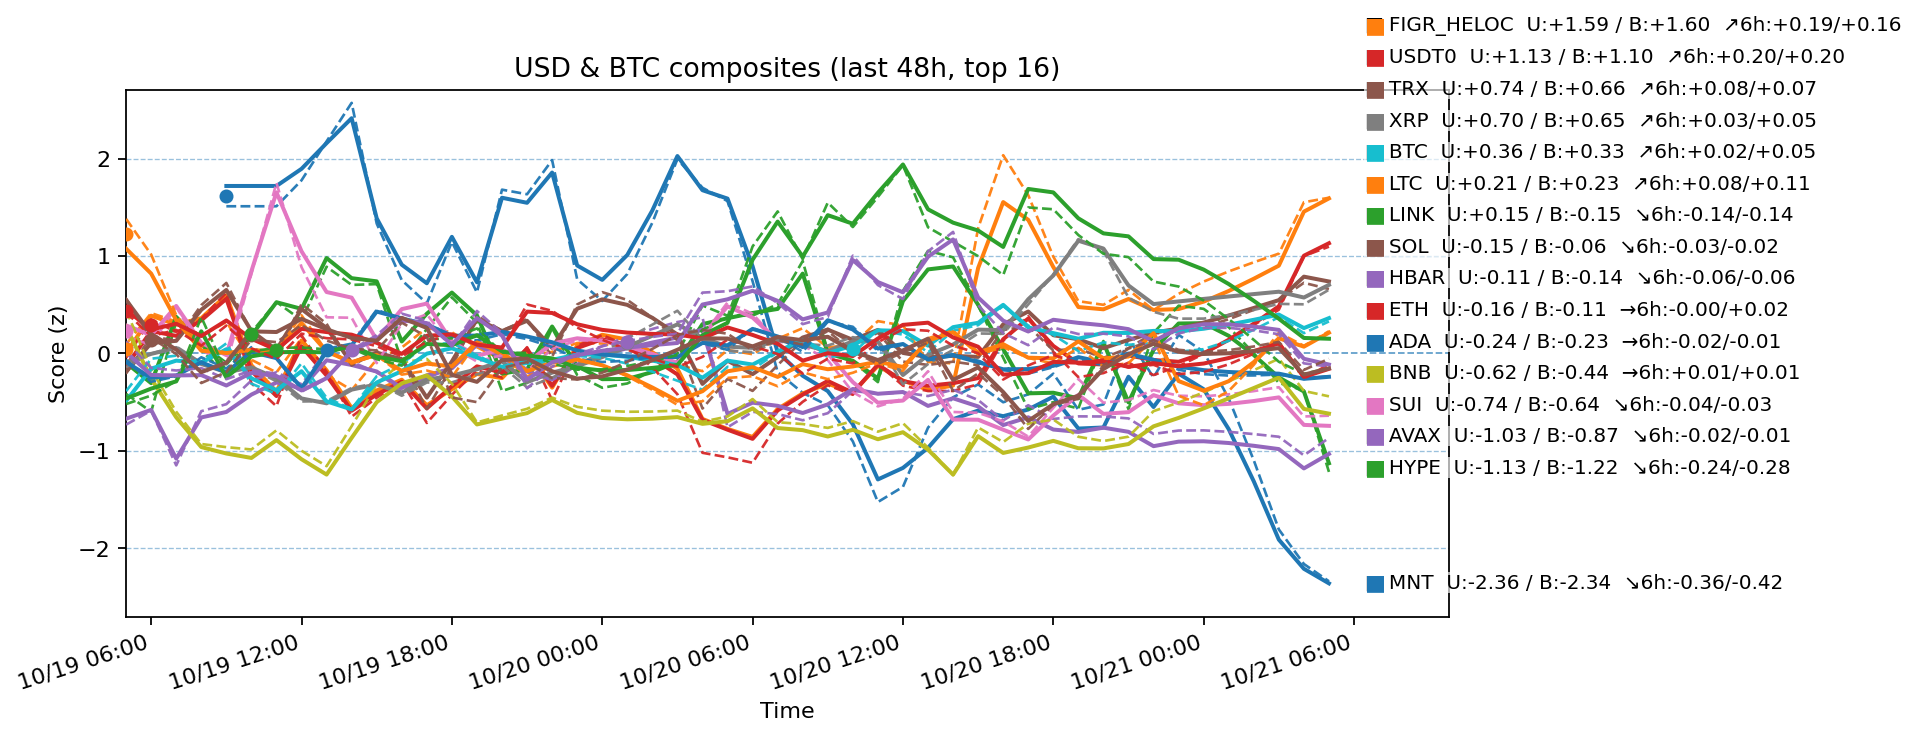 USD & BTC composites (last 48h, top 16)
FIGR_HELOC U:+1.59 / B:+1.60 ↗6h:+0.19/+0.16
USDT0 U:+1.13 / B:+1.10 ↗6h:+0.20/+0.20
TRX U:+0.74 / B:+0.66 ↗6h:+0.08/+0.07
XRP U:+0.70 / B:+0.65 ↗6h:+0.03/+0.05
BTC U:+0.36 / B:+0.33 ↗6h:+0.02/+0.05
LTC U:+0.21 / B:+0.23 ↗6h:+0.08/+0.11
LINK U:+0.15 / B:-0.15 ↘6h:-0.14/-0.14
SOL U:-0.15 / B:-0.06 ↘6h:-0.03/-0.02
HBAR U:-0.11 / B:-0.14 ↘6h:-0.06/-0.06
ETH U:-0.16 / B:-0.11 →6h:-0.00/+0.02
ADA U:-0.24 / B:-0.23 →6h:-0.02/-0.01
BNB U:-0.62 / B:-0.44 →6h:+0.01/+0.01
SUI U:-0.74 / B:-0.64 ↘6h:-0.04/-0.03
AVAX U:-1.03 / B:-0.87 ↘6h:-0.02/-0.01
HYPE U:-1.13 / B:-1.22 ↘6h:-0.24/-0.28
MNT U:-2.36 / B:-2.34 ↘6h:-0.36/-0.42
Score (z)
2
1
0
−1
−2
10/19 06:00
10/19 12:00
10/19 18:00
10/20 00:00
10/20 06:00
10/20 12:00
10/20 18:00
10/21 00:00
10/21 06:00
Time